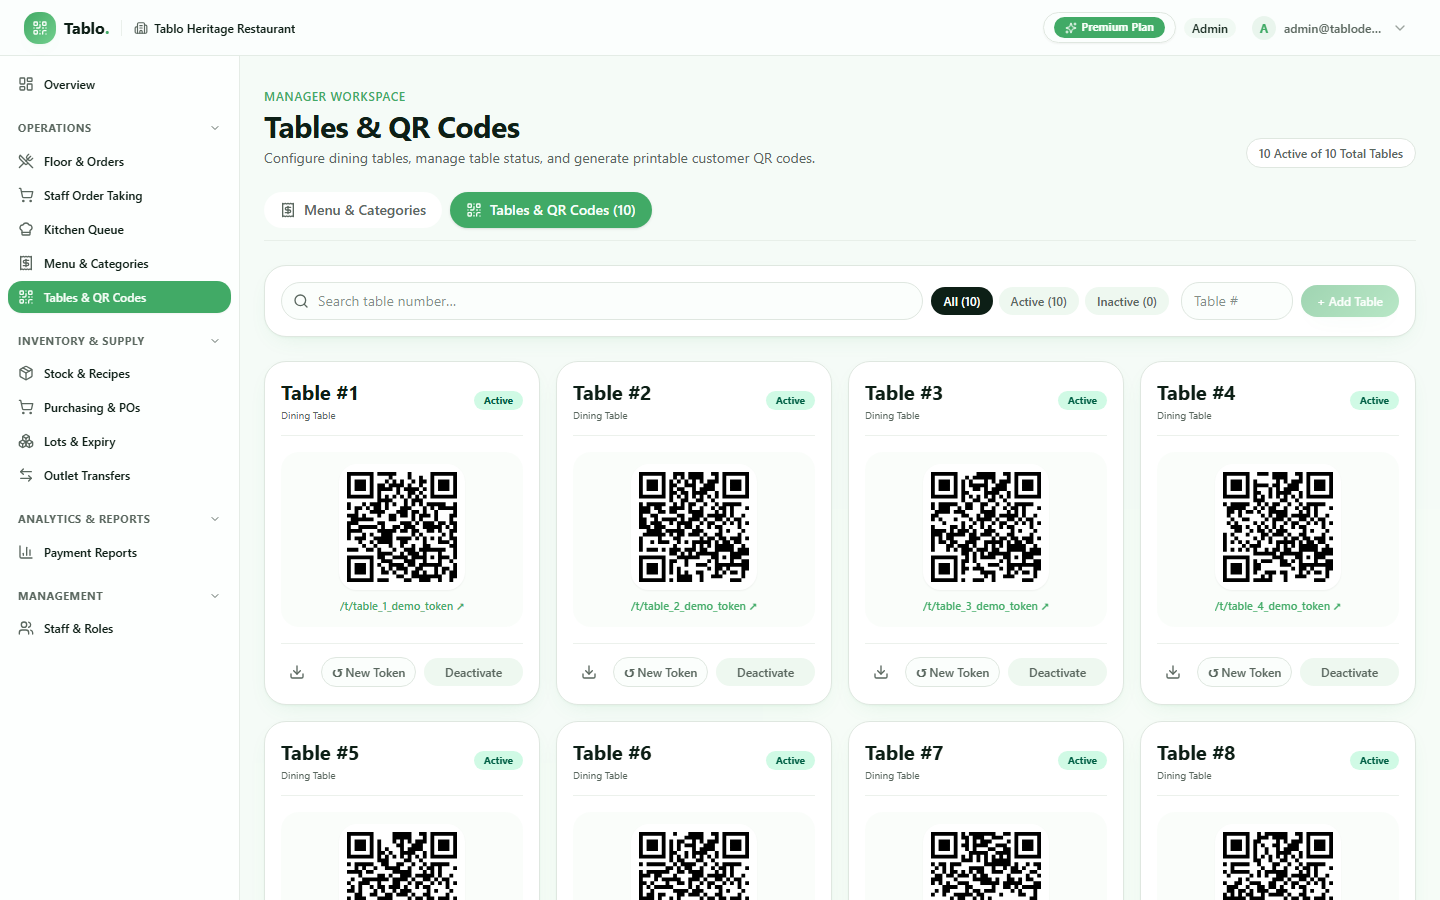 Tablo.
Tablo Heritage Restaurant
Premium Plan
Admin
A
admin@tablode...
Overview
OPERATIONS
Floor & Orders
Staff Order Taking
Kitchen Queue
Menu & Categories
Tables & QR Codes
INVENTORY & SUPPLY
Stock & Recipes
Purchasing & POs
Lots & Expiry
Outlet Transfers
ANALYTICS & REPORTS
Payment Reports
MANAGEMENT
Staff & Roles
MANAGER WORKSPACE
Tables & QR Codes
Configure dining tables, manage table status, and generate printable customer QR codes.
10 Active of 10 Total Tables
Menu & Categories
Tables & QR Codes (10)
Search table number...
All (10)
Active (10)
Inactive (0)
Table #
+ Add Table
Table #1
Dining Table
Active
/t/table_1_demo_token ↗
↺ New Token
Deactivate
Table #2
Dining Table
Active
/t/table_2_demo_token ↗
↺ New Token
Deactivate
Table #3
Dining Table
Active
/t/table_3_demo_token ↗
↺ New Token
Deactivate
Table #4
Dining Table
Active
/t/table_4_demo_token ↗
↺ New Token
Deactivate
Table #5
Dining Table
Active
Table #6
Dining Table
Active
Table #7
Dining Table
Active
Table #8
Dining Table
Active